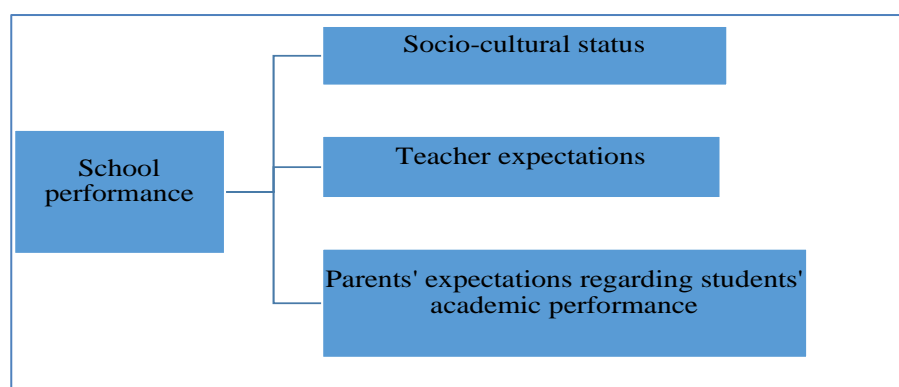 School
performance
Socio-cultural status
Teacher expectations
Parents' expectations regarding students'
academic performance